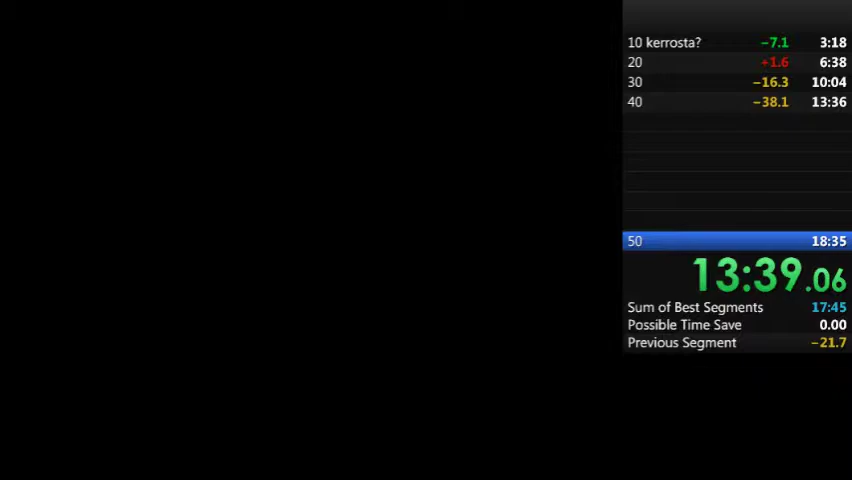 10 kerrosta? −7.1 3:18
20 +1.6 6:38
30 −16.3 10:04
40 −38.1 13:36
50 18:35
13:39.06
Sum of Best Segments 17:45
Possible Time Save 0.00
Previous Segment −21.7